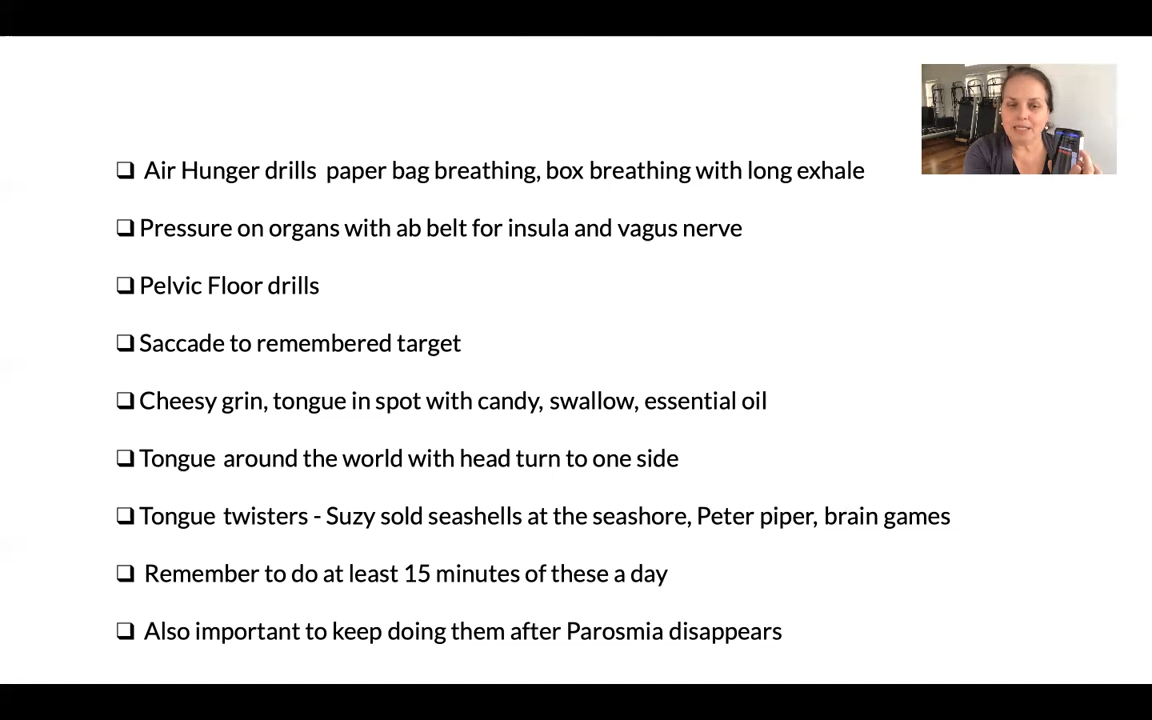 ❑ Air Hunger drills  paper bag breathing, box breathing with long exhale
❑ Pressure on organs with ab belt for insula and vagus nerve
❑ Pelvic Floor drills
❑ Saccade to remembered target
❑ Cheesy grin, tongue in spot with candy, swallow, essential oil
❑ Tongue around the world with head turn to one side
❑ Tongue twisters - Suzy sold seashells at the seashore, Peter piper, brain games
❑ Remember to do at least 15 minutes of these a day
❑ Also important to keep doing them after Parosmia disappears